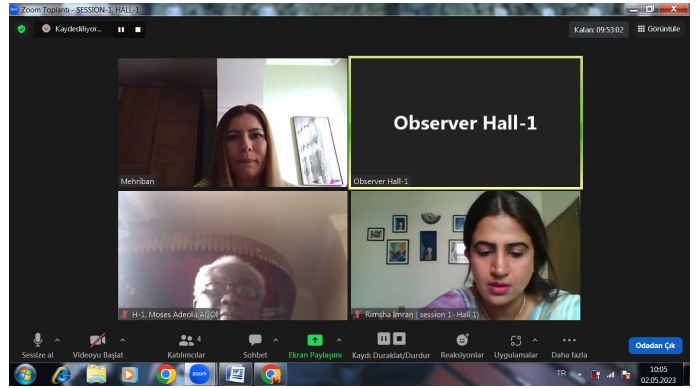 Zoom Toplantı - SESSION-1, HALL-1
Kaydediliyor...
Kalan: 09:53:02
Görüntüle
Mehriban
Observer Hall-1
Observer Hall-1
H-1, Moses Adeolu AGOI
Rimsha Imran ( session 1- Hall 1)
Sessize al
Videoyu Başlat
4
Katılımcılar
Sohbet
Ekran Paylaşımı
Kaydı Duraklat/Durdur
Reaksiyonlar
Uygulamalar
Daha fazla
Odadan Çık
zoom
W
TR
10:05
02.05.2023